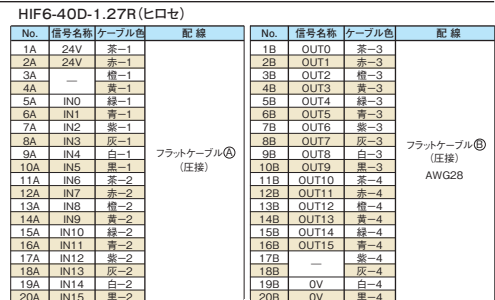 HIF6-40D-1.27R(ヒロセ)
No. 信号名称 ケーブル色 配線
1A 24V 茶-1
2A 24V 赤-1
3A 橙-1
—
4A 黄-1
5A IN0 緑-1
6A IN1 青-1
7A IN2 紫-1
8A IN3 灰-1
9A IN4 白-1
10A IN5 黒-1
11A IN6 茶-2
12A IN7 赤-2
13A IN8 橙-2
14A IN9 黄-2
15A IN10 緑-2
16A IN11 青-2
17A IN12 紫-2
18A IN13 灰-2
19A IN14 白-2
20A IN15 黒-2
フラットケーブルⒶ
(圧接)
No. 信号名称 ケーブル色 配線
1B OUT0 茶-3
2B OUT1 赤-3
3B OUT2 橙-3
4B OUT3 黄-3
5B OUT4 緑-3
6B OUT5 青-3
7B OUT6 紫-3
8B OUT7 灰-3
9B OUT8 白-3
10B OUT9 黒-3
11B OUT10 茶-4
12B OUT11 赤-4
13B OUT12 橙-4
14B OUT13 黄-4
15B OUT14 緑-4
16B OUT15 青-4
17B 紫-4
—
18B 灰-4
19B 0V 白-4
20B 0V 黒-4
フラットケーブルⒷ
(圧接)
AWG28